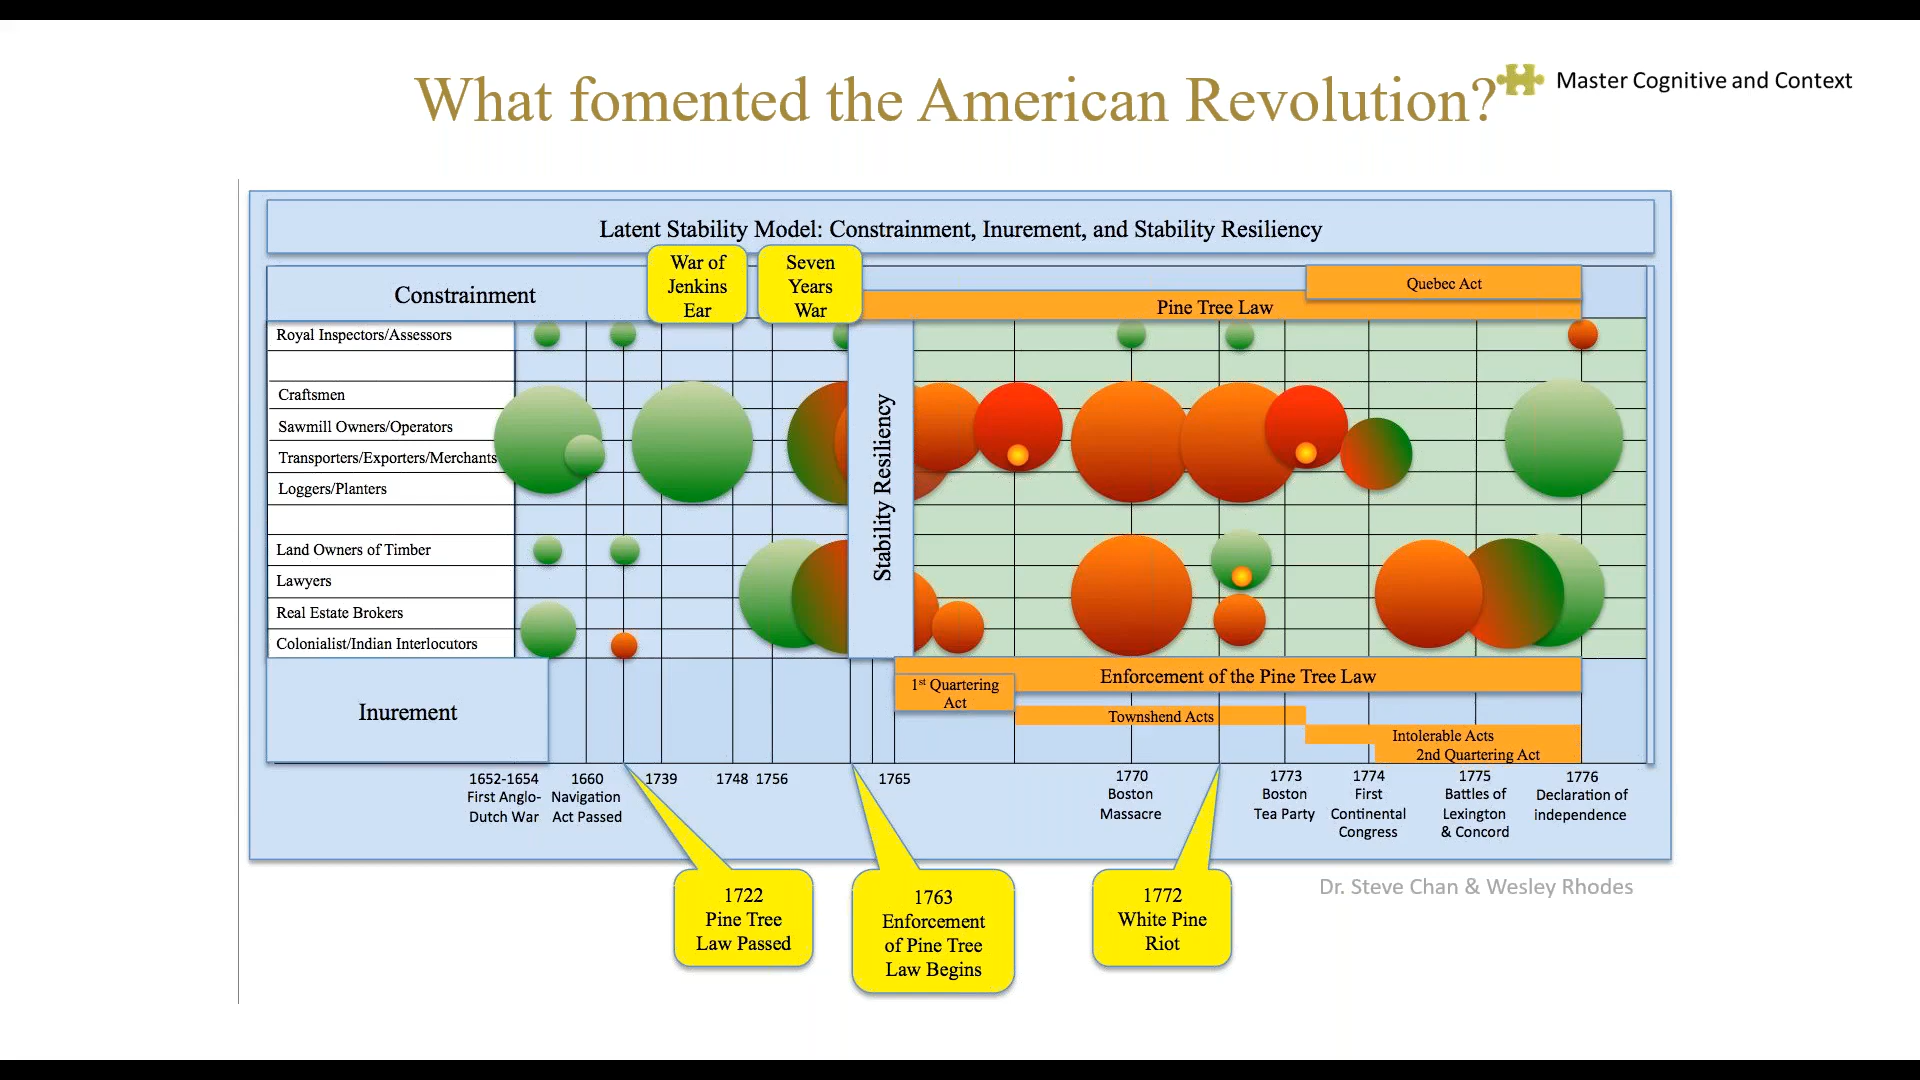 What fomented the American Revolution?
Master Cognitive and Context
Latent Stability Model: Constrainment, Inurement, and Stability Resiliency
Constrainment
War of
Jenkins
Ear
Seven
Years
War
Quebec Act
Pine Tree Law
Royal Inspectors/Assessors
Craftsmen
Sawmill Owners/Operators
Transporters/Exporters/Merchants
Loggers/Planters
Land Owners of Timber
Lawyers
Real Estate Brokers
Colonialist/Indian Interlocutors
Stability Resiliency
Inurement
Enforcement of the Pine Tree Law
1st Quartering
Act
Townshend Acts
Intolerable Acts
2nd Quartering Act
1652-1654
First Anglo-
Dutch War
1660
Navigation
Act Passed
1739
1748
1756
1765
1770
Boston
Massacre
1773
Boston
Tea Party
1774
First
Continental
Congress
1775
Battles of
Lexington
& Concord
1776
Declaration of
independence
1722
Pine Tree
Law Passed
1763
Enforcement
of Pine Tree
Law Begins
1772
White Pine
Riot
Dr. Steve Chan & Wesley Rhodes